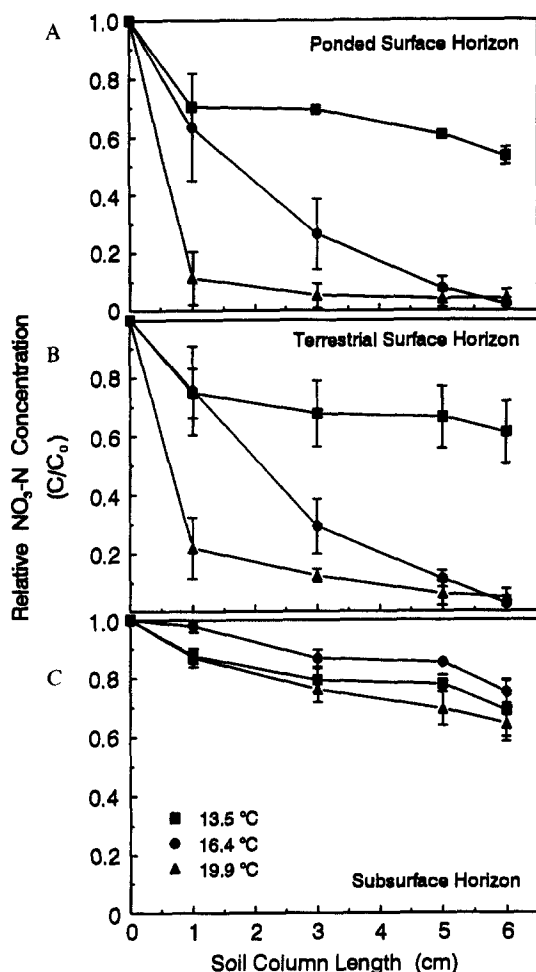 A
1.0
Ponded Surface Horizon
0.8
0.6
0.4
0.2
0
B
Terrestrial Surface Horizon
0.8
0.6
0.4
0.2
Relative NO₃-N Concentration
(C/C₀)
C
1.0
0.8
0.6
0.4
0.2
0
13.5 °C
16.4 °C
19.9 °C
Subsurface Horizon
0 1 2 3 4 5 6
Soil Column Length (cm)